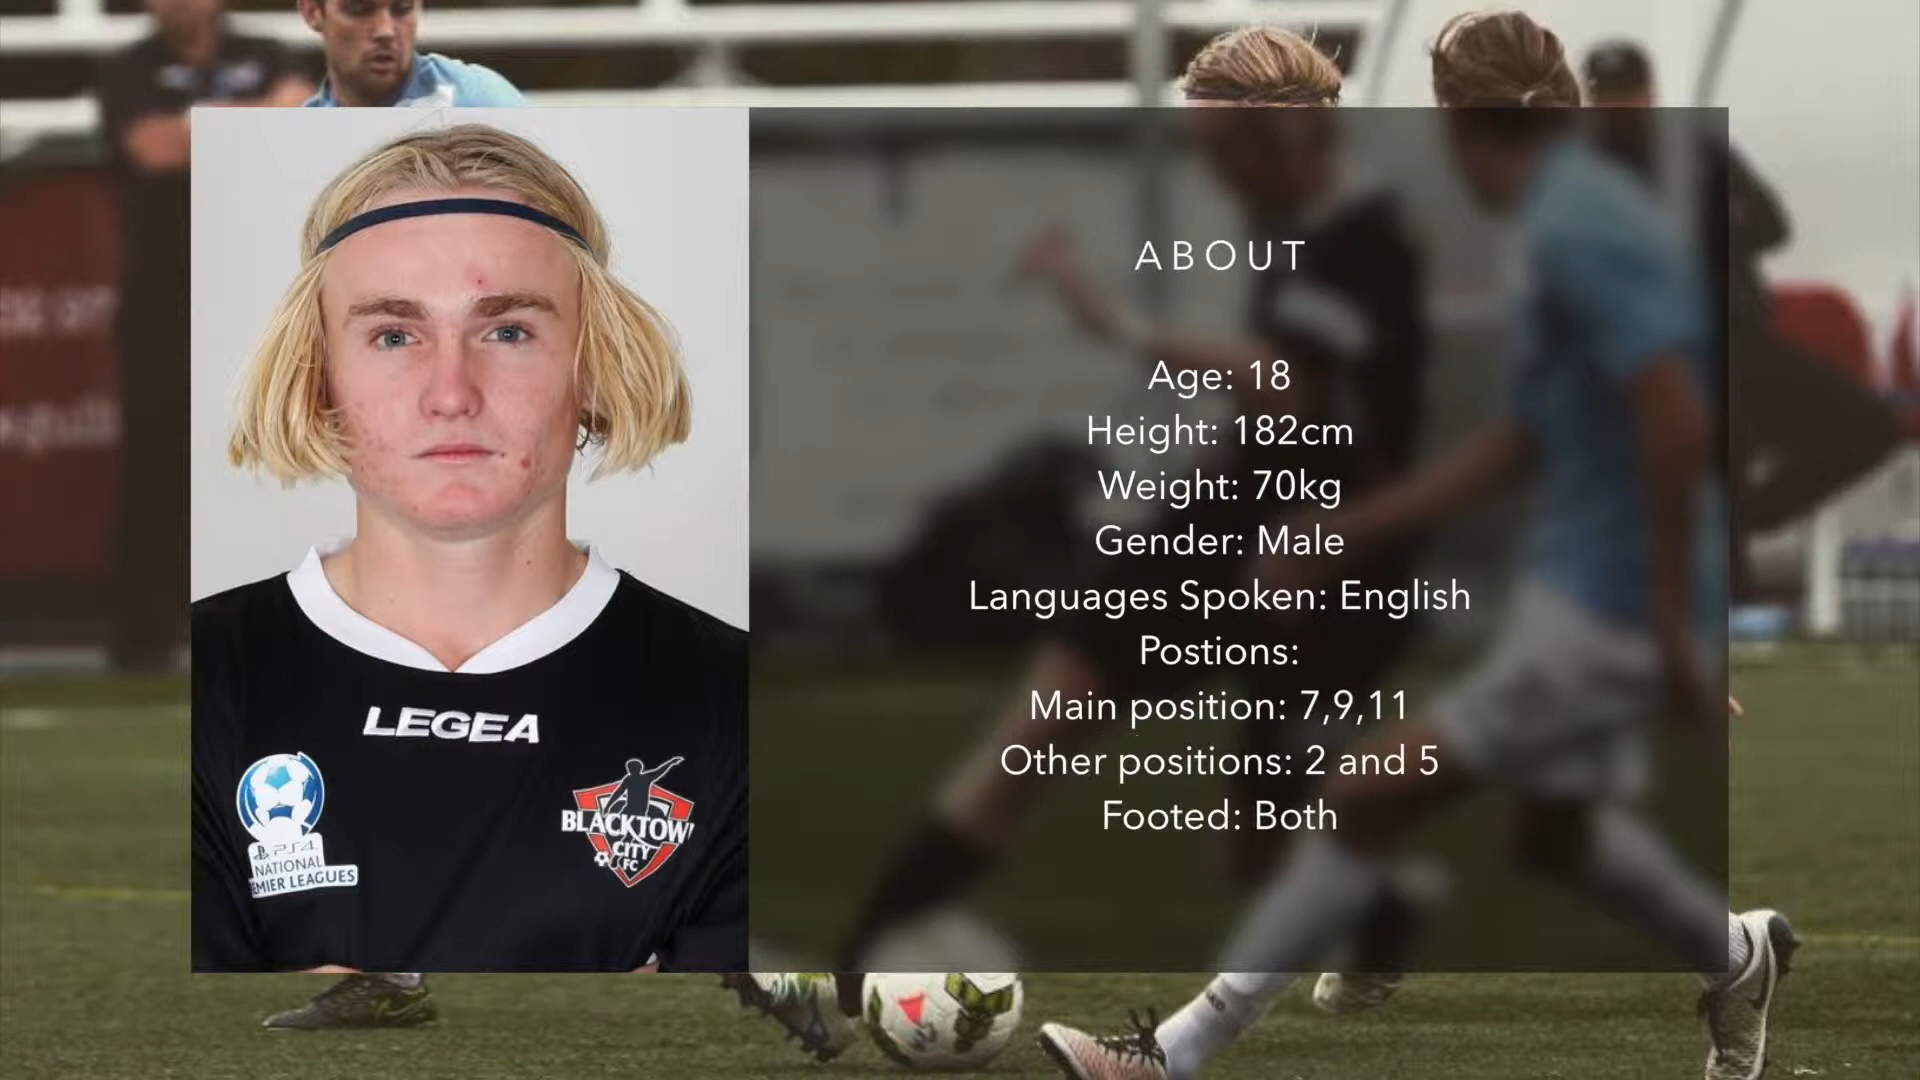 ABOUT
Age: 18
Height: 182cm
Weight: 70kg
Gender: Male
Languages Spoken: English
Postions:
Main position: 7,9,11
Other positions: 2 and 5
Footed: Both
LEGEA
PS4
NATIONAL
EMIER LEAGUES
BLACKTOW
CITY
FC